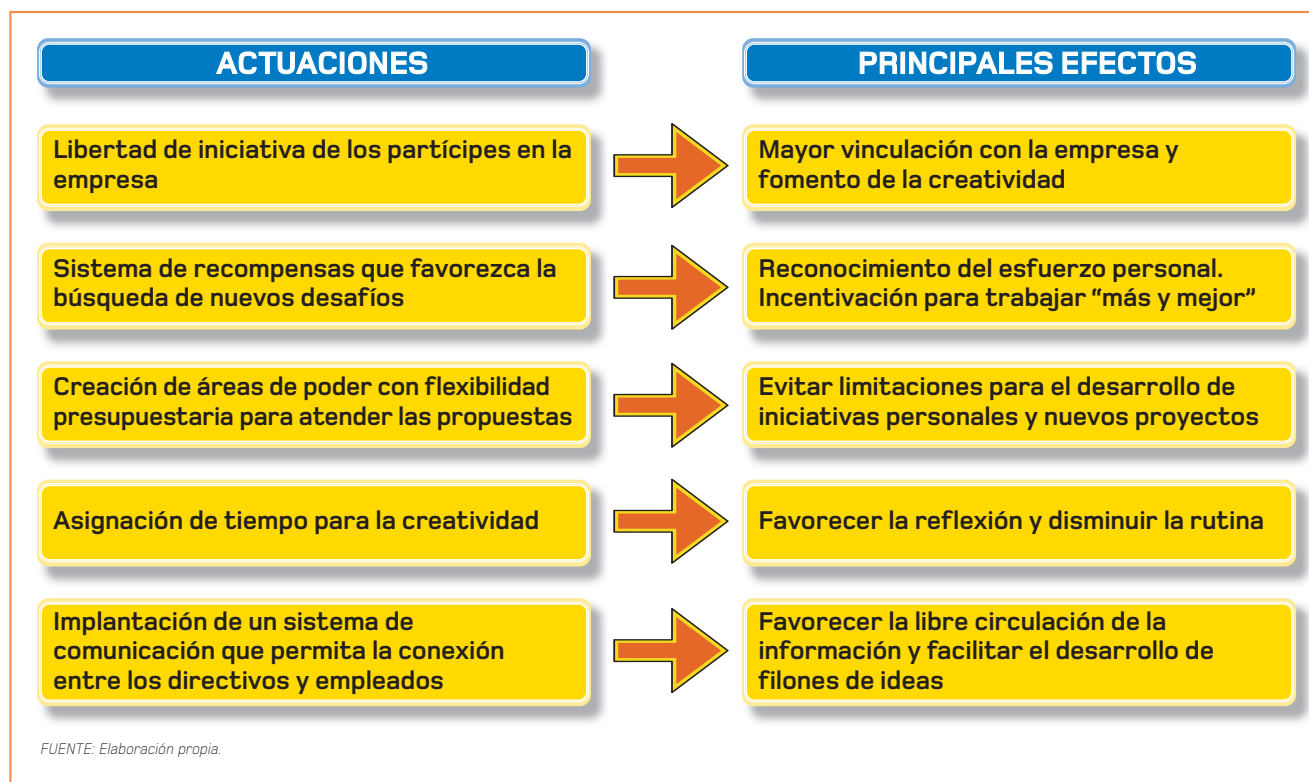 ACTUACIONES
PRINCIPALES EFECTOS
Libertad de iniciativa de los partícipes en la
empresa
Mayor vinculación con la empresa y
fomento de la creatividad
Sistema de recompensas que favorezca la
búsqueda de nuevos desafíos
Reconocimiento del esfuerzo personal.
Incentivación para trabajar “más y mejor”
Creación de áreas de poder con flexibilidad
presupuestaria para atender las propuestas
Evitar limitaciones para el desarrollo de
iniciativas personales y nuevos proyectos
Asignación de tiempo para la creatividad
Favorecer la reflexión y disminuir la rutina
Implantación de un sistema de
comunicación que permita la conexión
entre los directivos y empleados
Favorecer la libre circulación de la
información y facilitar el desarrollo de
filones de ideas
FUENTE: Elaboración propia.